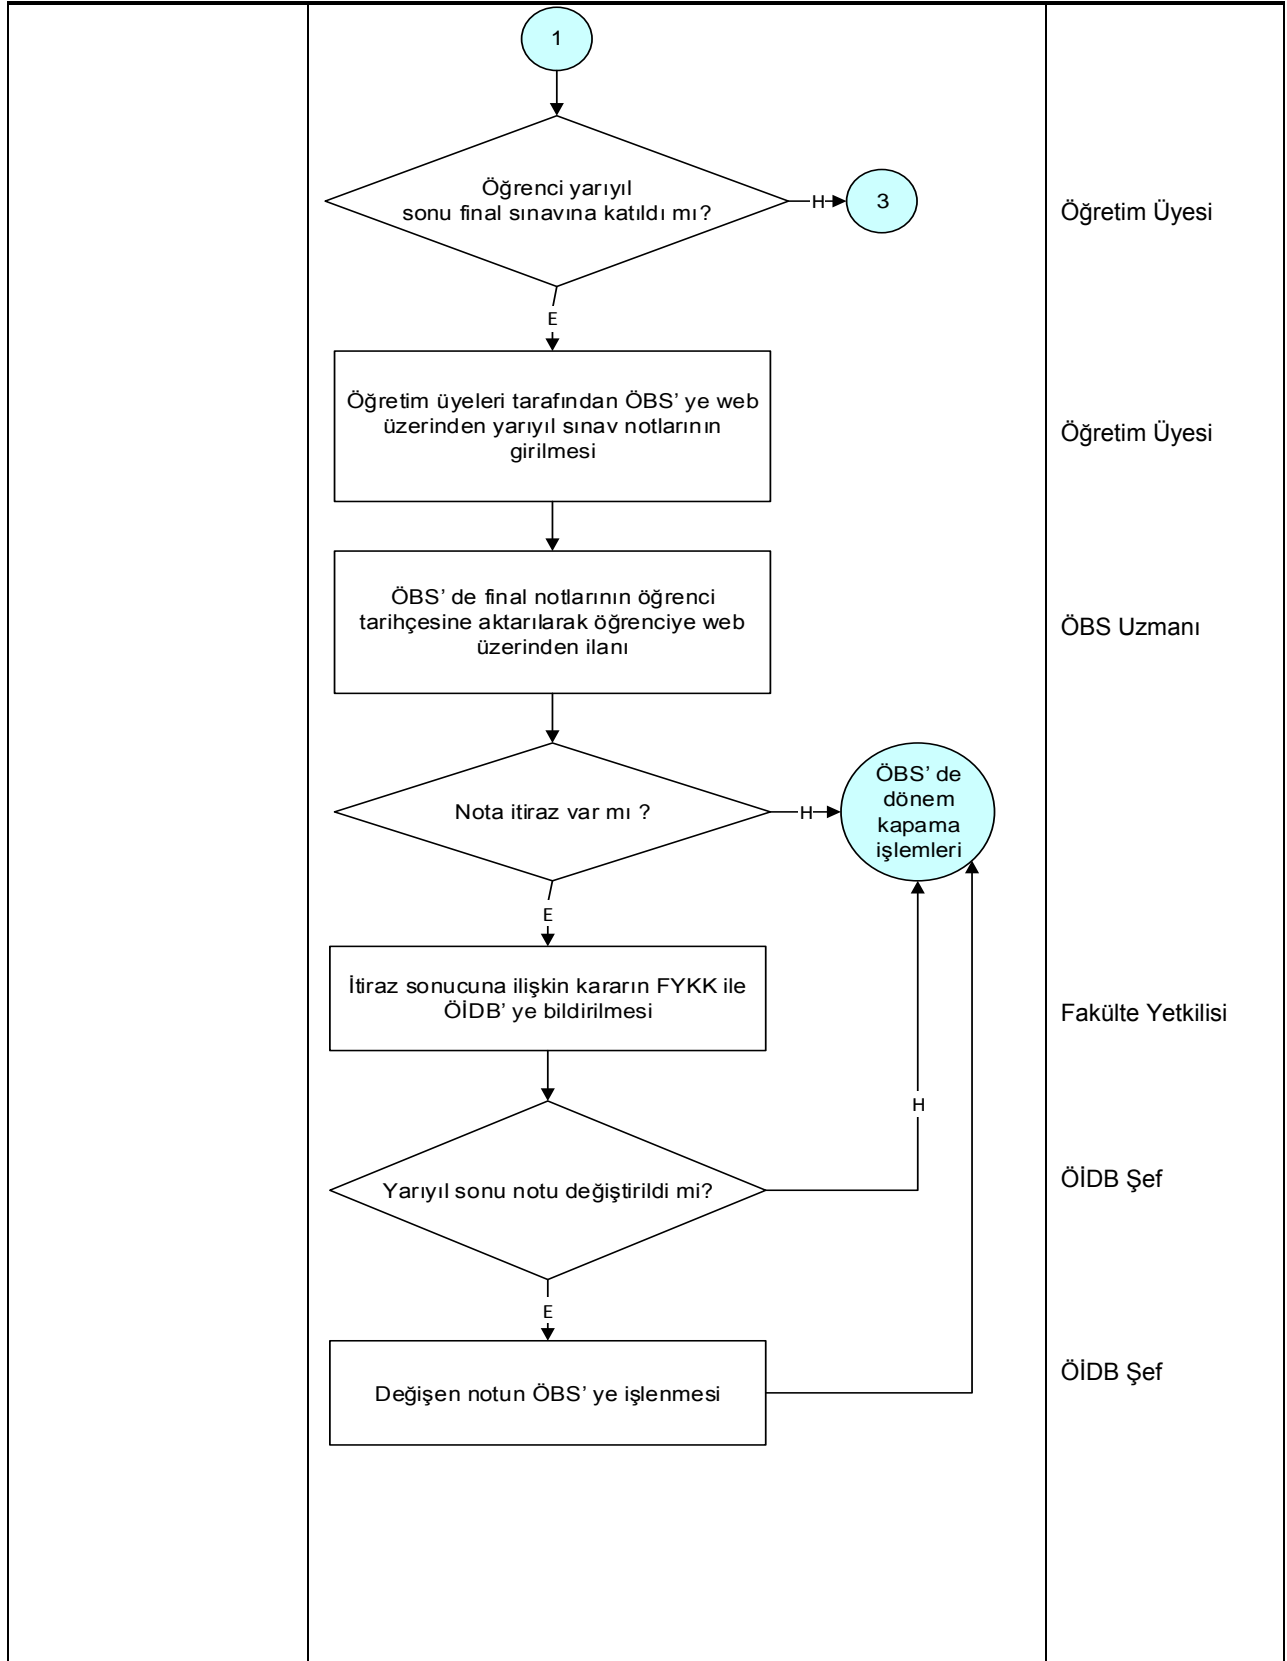 1
Öğrenci yarıyıl
sonu final sınavına katıldı mı?
H
3
Öğretim Üyesi
E
Öğretim üyeleri tarafından ÖBS’ ye web
üzerinden yarıyıl sınav notlarının
girilmesi
Öğretim Üyesi
ÖBS’ de final notlarının öğrenci
tarihçesine aktarılarak öğrenciye web
üzerinden ilanı
ÖBS Uzmanı
Nota itiraz var mı ?
H
ÖBS’ de
dönem
kapama
işlemleri
E
İtiraz sonucuna ilişkin kararın FYKK ile
ÖİDB’ ye bildirilmesi
Fakülte Yetkilisi
H
Yarıyıl sonu notu değiştirildi mi?
ÖİDB Şef
E
Değişen notun ÖBS’ ye işlenmesi
ÖİDB Şef